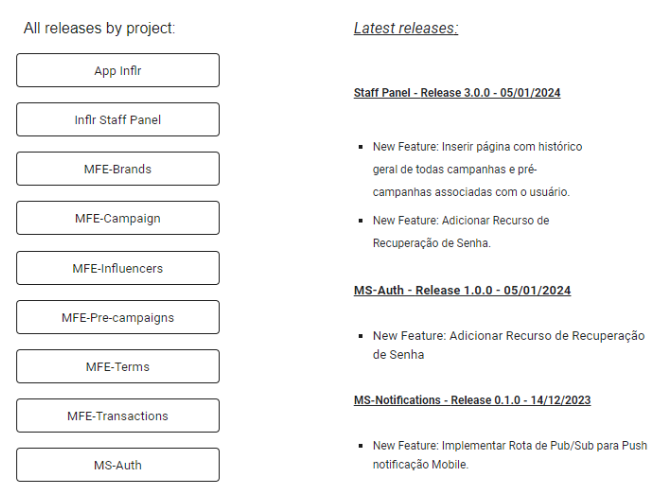 All releases by project:
App Inflr
Inflr Staff Panel
MFE-Brands
MFE-Campaign
MFE-Influencers
MFE-Pre-campaigns
MFE-Terms
MFE-Transactions
MS-Auth
Latest releases:
Staff Panel - Release 3.0.0 - 05/01/2024
New Feature: Inserir página com histórico
geral de todas campanhas e pré-
campanhas associadas com o usuário.
New Feature: Adicionar Recurso de
Recuperação de Senha.
MS-Auth - Release 1.0.0 - 05/01/2024
New Feature: Adicionar Recurso de Recuperação
de Senha
MS-Notifications - Release 0.1.0 - 14/12/2023
New Feature: Implementar Rota de Pub/Sub para Push
notificação Mobile.